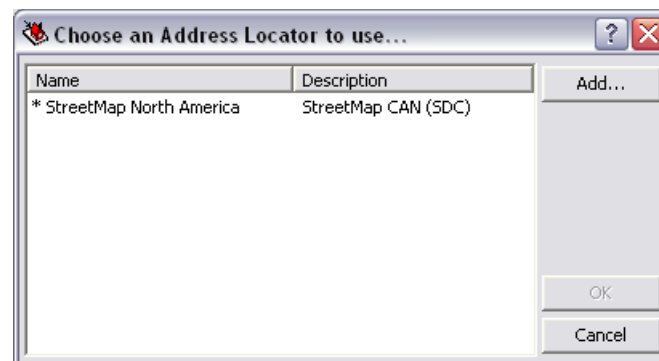 Choose an Address Locator to use...
Name Description
Add...
* StreetMap North America StreetMap CAN (SDC)
OK
Cancel